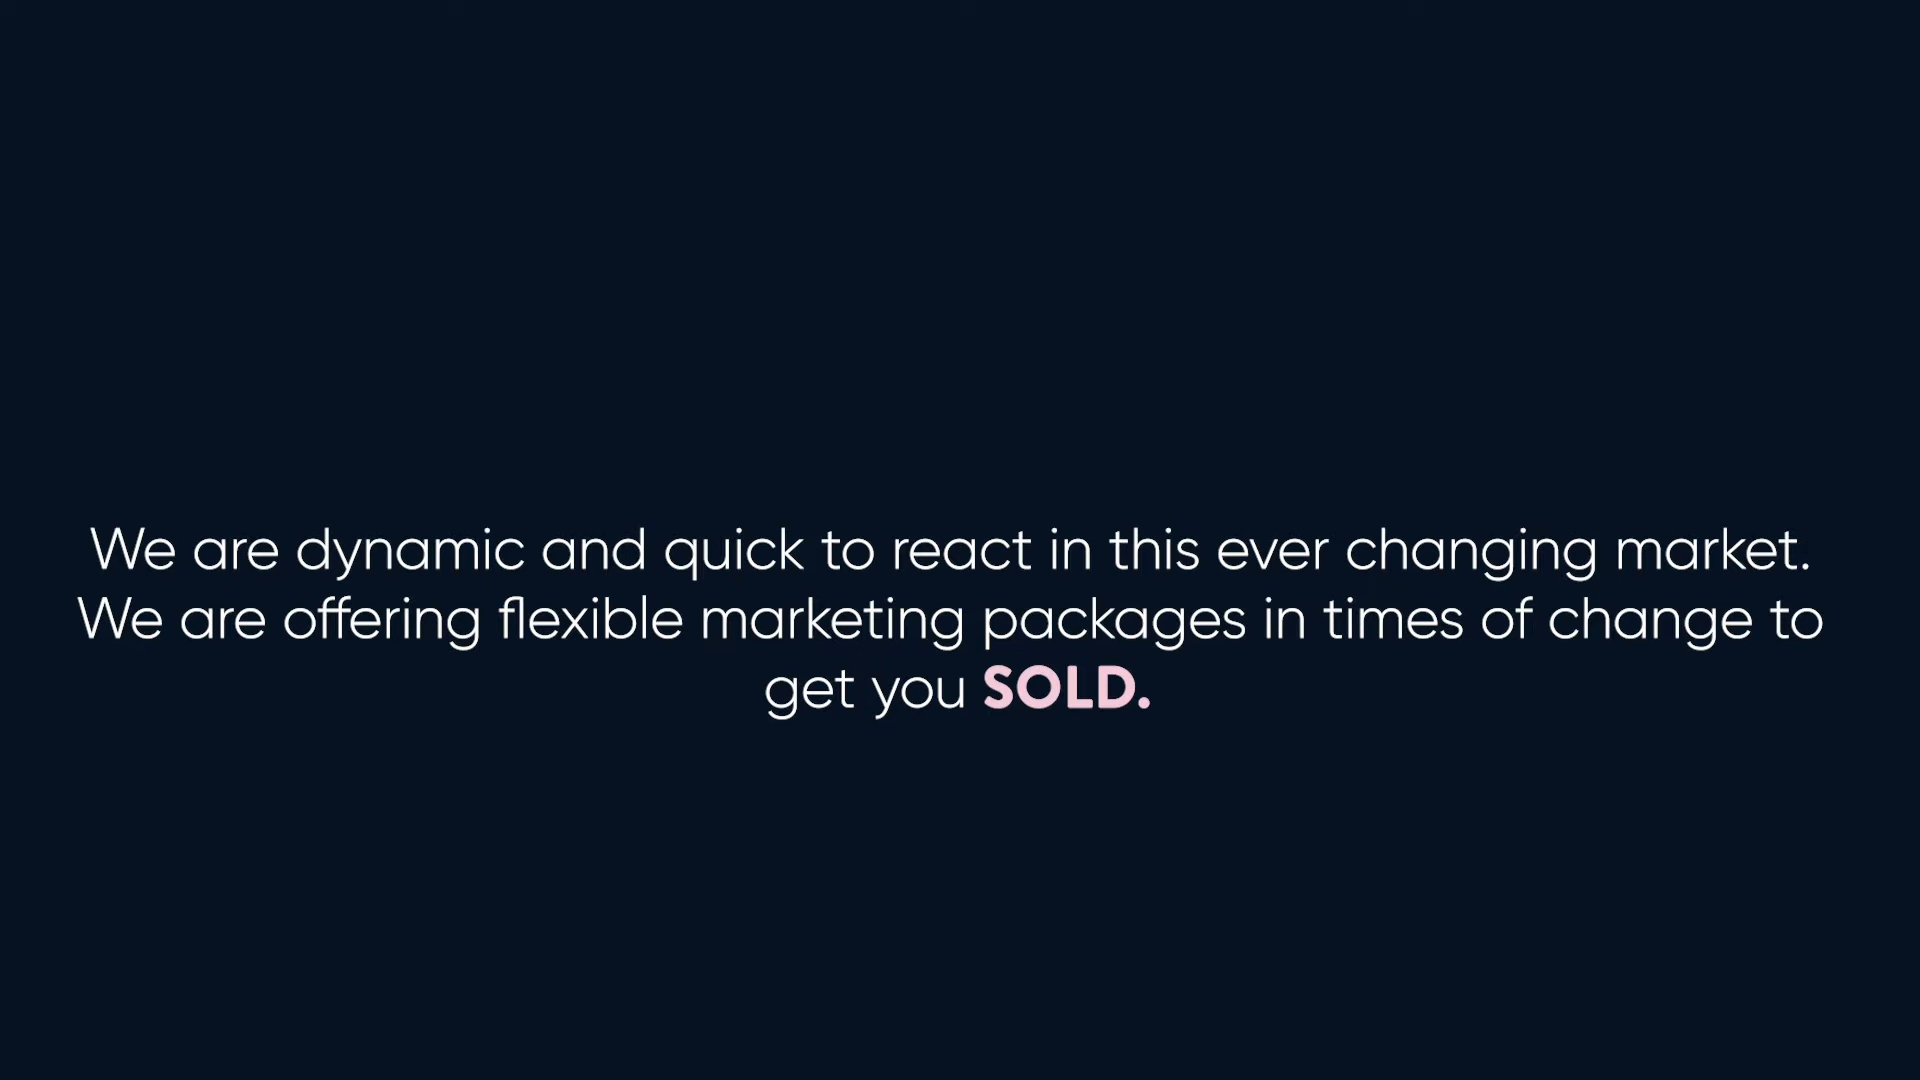 We are dynamic and quick to react in this ever changing market.
We are offering flexible marketing packages in times of change to
get you SOLD.